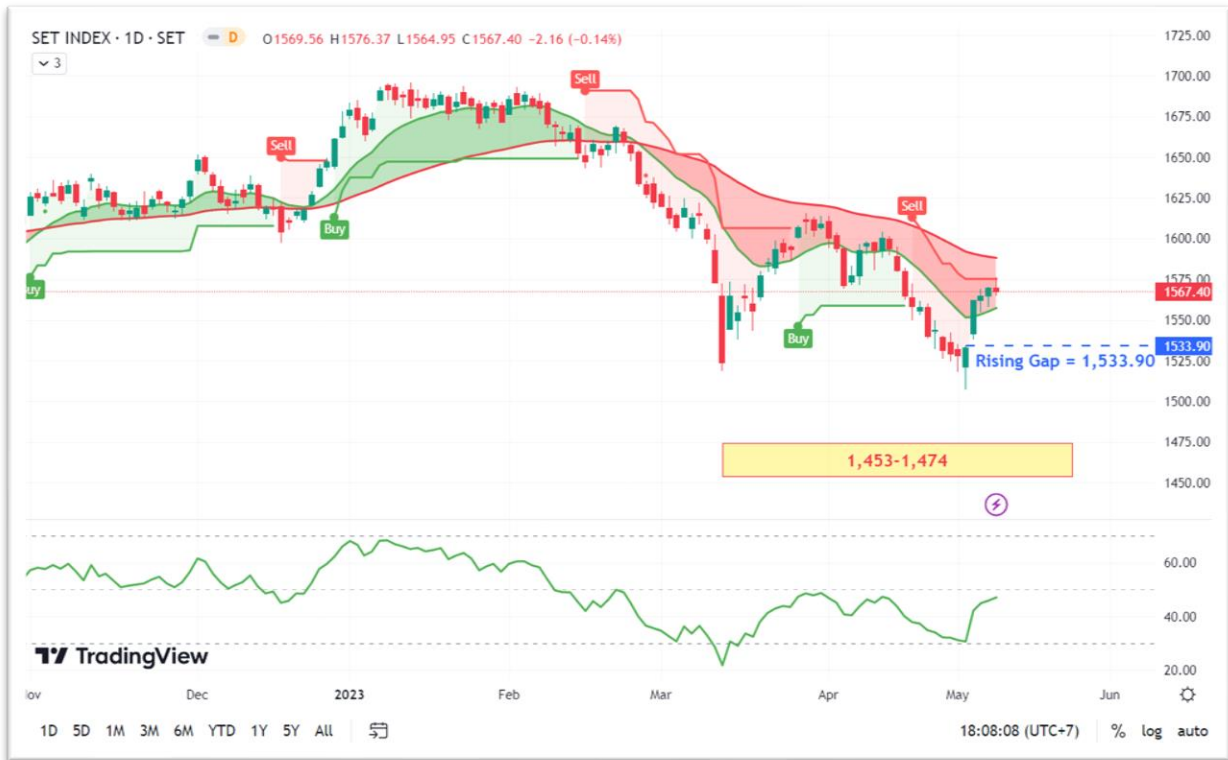 SET INDEX · 1D · SET D O1569.56 H1576.37 L1564.95 C1567.40 −2.16 (−0.14%)
3
1725.00
1700.00
1675.00
1650.00
1625.00
1600.00
1575.00
1567.40
1550.00
1533.90
1525.00
1500.00
1475.00
1450.00
Sell
Sell
Sell
Buy
Buy
uy
Rising Gap = 1,533.90
1,453-1,474
60.00
40.00
20.00
TradingView
Dec 2023 Feb Mar Apr May Jun
1D 5D 1M 3M 6M YTD 1Y 5Y All 18:08:08 (UTC+7) % log auto